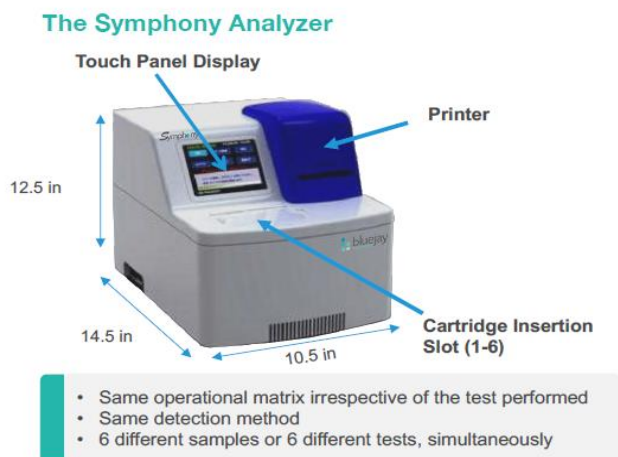 The Symphony Analyzer
Touch Panel Display
Printer
Symphony
12.5 in
bluejay
14.5 in
10.5 in
Cartridge Insertion
Slot (1-6)
• Same operational matrix irrespective of the test performed
• Same detection method
• 6 different samples or 6 different tests, simultaneously